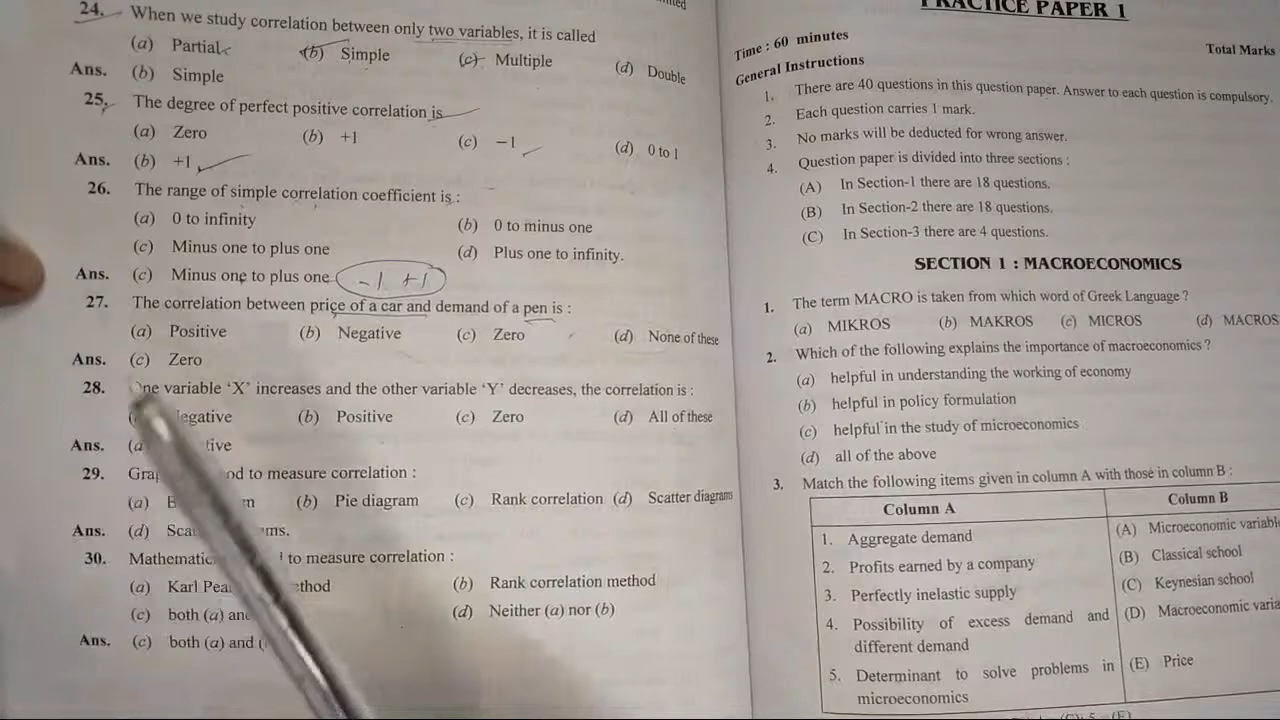 24. When we study correlation between only two variables, it is called
(a) Partial (b) Simple (c) Multiple (d) Double
Ans. (b) Simple
25. The degree of perfect positive correlation is
(a) Zero (b) +1 (c) −1 (d) 0 to 1
Ans. (b) +1
26. The range of simple correlation coefficient is :
(a) 0 to infinity (b) 0 to minus one
(c) Minus one to plus one (d) Plus one to infinity.
Ans. (c) Minus one to plus one −1 +1
27. The correlation between price of a car and demand of a pen is :
(a) Positive (b) Negative (c) Zero (d) None of these
Ans. (c) Zero
28. One variable ‘X’ increases and the other variable ‘Y’ decreases, the correlation is :
Negative (b) Positive (c) Zero (d) All of these
Ans. (a
29. to measure correlation :
(a) (b) Pie diagram (c) Rank correlation (d) Scatter diagrams
Ans. (d)
30. to measure correlation :
(a) Karl (b) Rank correlation method
(c) both (a) (d) Neither (a) nor (b)
Ans. (c) both (a) and
PRACTICE PAPER 1
Time : 60 minutes Total Marks
General Instructions
1. There are 40 questions in this question paper. Answer to each question is compulsory.
2. Each question carries 1 mark.
3. No marks will be deducted for wrong answer.
4. Question paper is divided into three sections :
(A) In Section-1 there are 18 questions.
(B) In Section-2 there are 18 questions.
(C) In Section-3 there are 4 questions.
SECTION 1 : MACROECONOMICS
1. The term MACRO is taken from which word of Greek Language ?
(a) MIKROS (b) MAKROS (c) MICROS (d) MACROS
2. Which of the following explains the importance of macroeconomics ?
(a) helpful in understanding the working of economy
(b) helpful in policy formulation
(c) helpful in the study of microeconomics
(d) all of the above
3. Match the following items given in column A with those in column B :
Column A Column B
1. Aggregate demand (A) Microeconomic
2. Profits earned by a company (B) Classical school
3. Perfectly inelastic supply (C) Keynesian school
4. Possibility of excess demand and (D) Macroeconomic
different demand
5. Determinant to solve problems in (E) Price
microeconomics